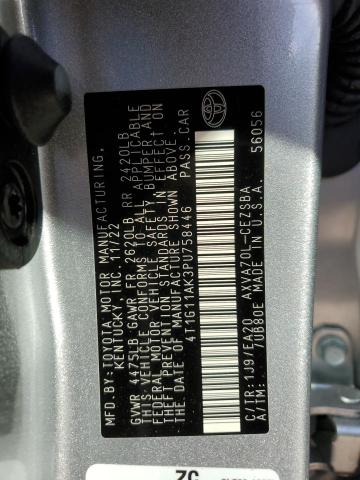 MFD.BY:TOYOTA MOTOR MANUFACTURING,
KENTUCKY, INC. 11/22
GVWR 4475LB GAWR FR 2620LB RR 2420LB
THIS VEHICLE CONFORMS TO ALL APPLICABLE
FEDERAL MOTOR VEHICLE SAFETY, BUMPER, AND
THEFT PREVENTION STANDARDS IN EFFECT ON
THE DATE OF MANUFACTURE SHOWN ABOVE.
4T1G11AK3PU758446 PASS.CAR
C/TR:1J9/EA20 AXVA70L-CEZSBA
A/TM: /UB80E MADE IN U.S.A. 56056
ZC